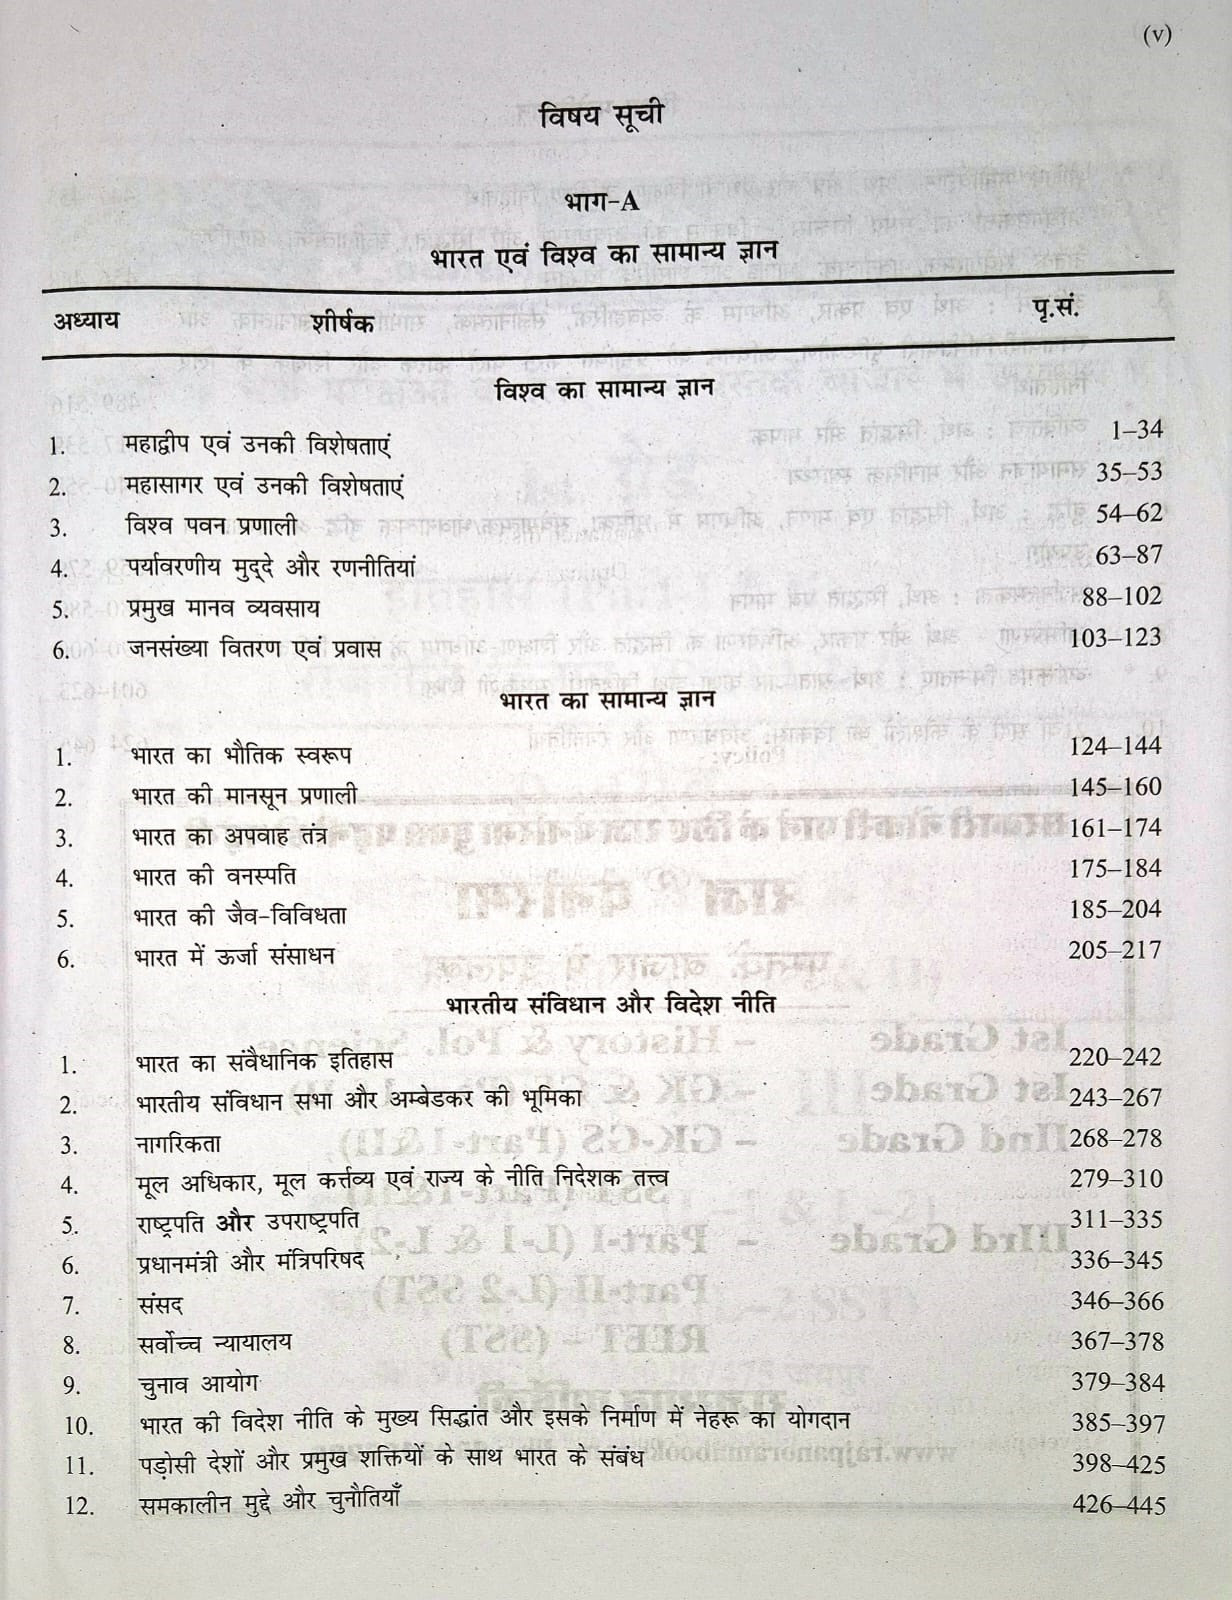 (v)
विषय सूची
भाग-A
भारत एवं विश्व का सामान्य ज्ञान
अध्याय शीर्षक पृ.सं.
विश्व का सामान्य ज्ञान
1. महाद्वीप एवं उनकी विशेषताएं 1–34
2. महासागर एवं उनकी विशेषताएं 35–53
3. विश्व पवन प्रणाली 54–62
4. पर्यावरणीय मुद्दे और रणनीतियां 63–87
5. प्रमुख मानव व्यवसाय 88–102
6. जनसंख्या वितरण एवं प्रवास 103–123
भारत का सामान्य ज्ञान
1. भारत का भौतिक स्वरूप 124–144
2. भारत की मानसून प्रणाली 145–160
3. भारत का अपवाह तंत्र 161–174
4. भारत की वनस्पति 175–184
5. भारत की जैव-विविधता 185–204
6. भारत में ऊर्जा संसाधन 205–217
भारतीय संविधान और विदेश नीति
1. भारत का संवैधानिक इतिहास 220–242
2. भारतीय संविधान सभा और अम्बेडकर की भूमिका 243–267
3. नागरिकता 268–278
4. मूल अधिकार, मूल कर्त्तव्य एवं राज्य के नीति निदेशक तत्त्व 279–310
5. राष्ट्रपति और उपराष्ट्रपति 311–335
6. प्रधानमंत्री और मंत्रिपरिषद 336–345
7. संसद 346–366
8. सर्वोच्च न्यायालय 367–378
9. चुनाव आयोग 379–384
10. भारत की विदेश नीति के मुख्य सिद्धांत और इसके निर्माण में नेहरू का योगदान 385–397
11. पड़ोसी देशों और प्रमुख शक्तियों के साथ भारत के संबंध 398–425
12. समकालीन मुद्दे और चुनौतियाँ 426–445